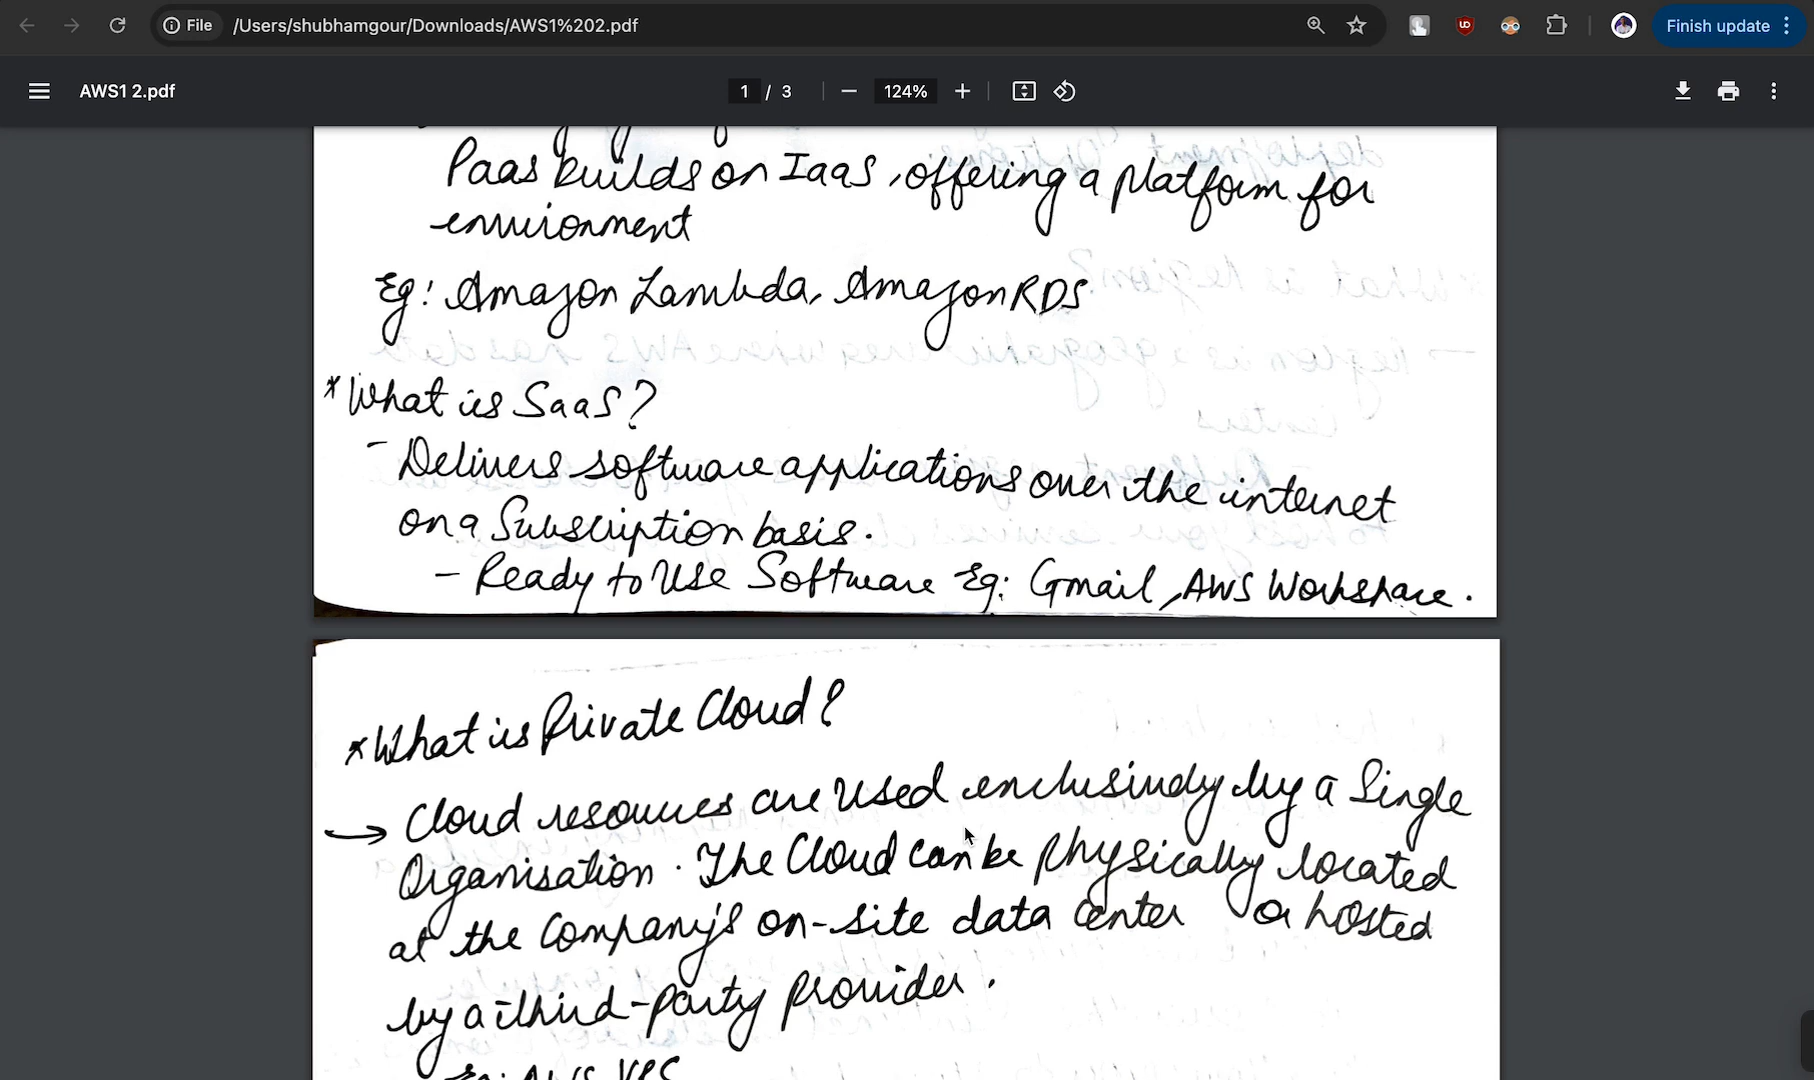 File /Users/shubhamgour/Downloads/AWS1%202.pdf
Finish update
AWS1 2.pdf
1 / 3
124%
Paas builds on Iaas, offering a platform for
environment
Eg: Amazon Lambda, Amazon RDS
* What is SaaS?
- Delivers software applications over the internet
on a Subscription basis.
- Ready to Use Software Eg: Gmail, AWS Workspace.
* What is Private Cloud?
→ Cloud resources are used exclusively by a Single
Organisation. The Cloud can be physically located
at the Company's on-site data center or hosted
by a third-party provider.